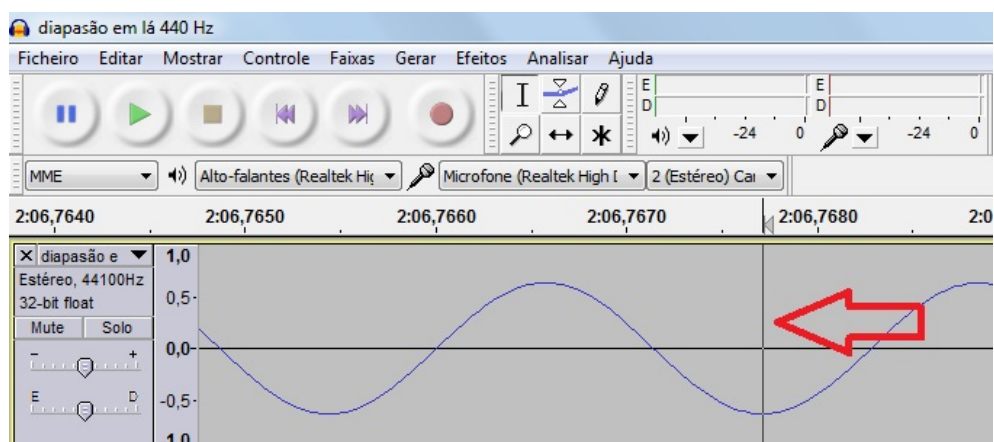 diapasão em lá 440 Hz
Ficheiro Editar Mostrar Controle Faixas Gerar Efeitos Analisar Ajuda
E
D
-24 0
E
D
-24 0
MME Alto-falantes (Realtek Hig Microfone (Realtek High [ 2 (Estéreo) Car
2:06,7640 2:06,7650 2:06,7660 2:06,7670 2:06,7680 2:0
diapasão e
Estéreo, 44100Hz
32-bit float
Mute Solo
- +
E D
1,0
0,5-
0,0-
-0,5-
1,0